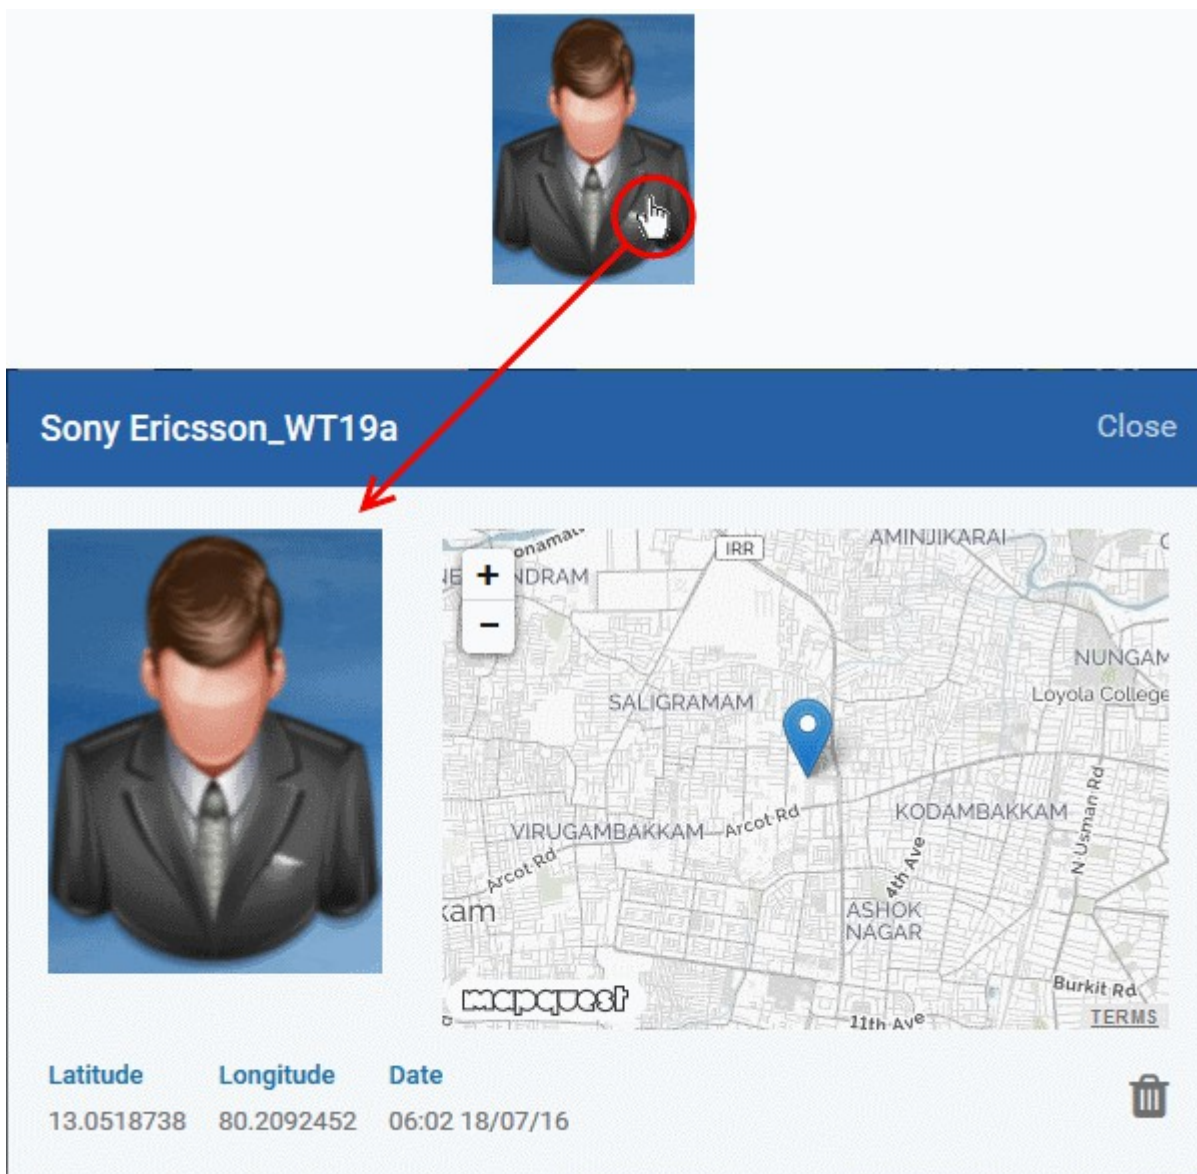 Sony Ericsson_WT19a
Close
IRR
AMINJIKARAI
+
NDRAM
−
NUNGAM
Loyola College
SALIGRAMAM
N Usman Rd
KODAMBAKKAM
Arcot Rd
VIRUGAMBAKKAM
4th Ave
Arcot Rd
kam
ASHOK
NAGAR
Burkit Rd
mapquest
11th Ave
TERMS
Latitude
Longitude
Date
13.0518738
80.2092452
06:02 18/07/16